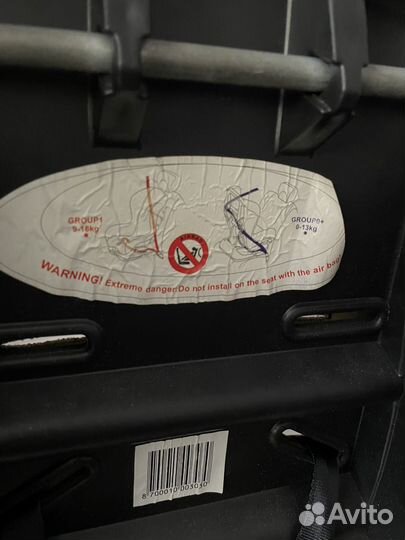 GROUP1
9-18kg
AIRBAG
GROUP0+
0-13kg
WARNING! Extreme danger.Do not install on the seat with the air bag!
8 700010 003030
Avito